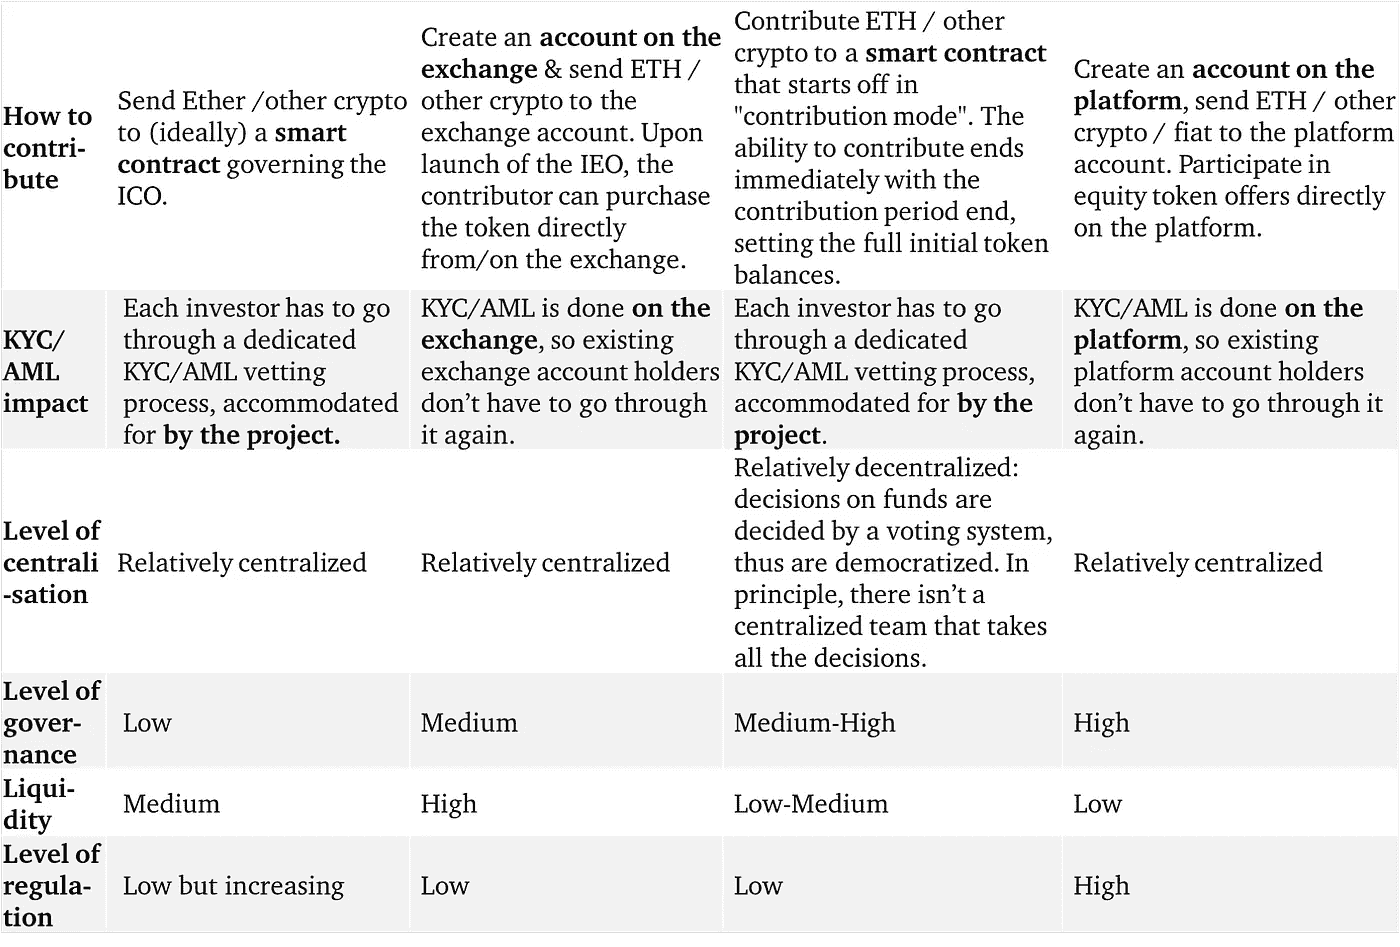 How to
contri-
bute
Send Ether /other crypto
to (ideally) a smart
contract governing the
ICO.
Create an account on the
exchange & send ETH /
other crypto to the
exchange account. Upon
launch of the IEO, the
contributor can purchase
the token directly
from/on the exchange.
Contribute ETH / other
crypto to a smart contract
that starts off in
"contribution mode". The
ability to contribute ends
immediately with the
contribution period end,
setting the full initial token
balances.
Create an account on the
platform, send ETH / other
crypto / fiat to the platform
account. Participate in
equity token offers directly
on the platform.
KYC/
AML
impact
Each investor has to go
through a dedicated
KYC/AML vetting
process, accommodated
for by the project.
KYC/AML is done on the
exchange, so existing
exchange account holders
don’t have to go through
it again.
Each investor has to go
through a dedicated
KYC/AML vetting process,
accommodated for by the
project.
KYC/AML is done on the
platform, so existing
platform account holders
don’t have to go through it
again.
Level of
centrali
-sation
Relatively centralized
Relatively centralized
Relatively decentralized:
decisions on funds are
decided by a voting system,
thus are democratized. In
principle, there isn’t a
centralized team that takes
all the decisions.
Relatively centralized
Level of
gover-
nance
Low
Medium
Medium-High
High
Liqui-
dity
Medium
High
Low-Medium
Low
Level of
regula-
tion
Low but increasing
Low
Low
High